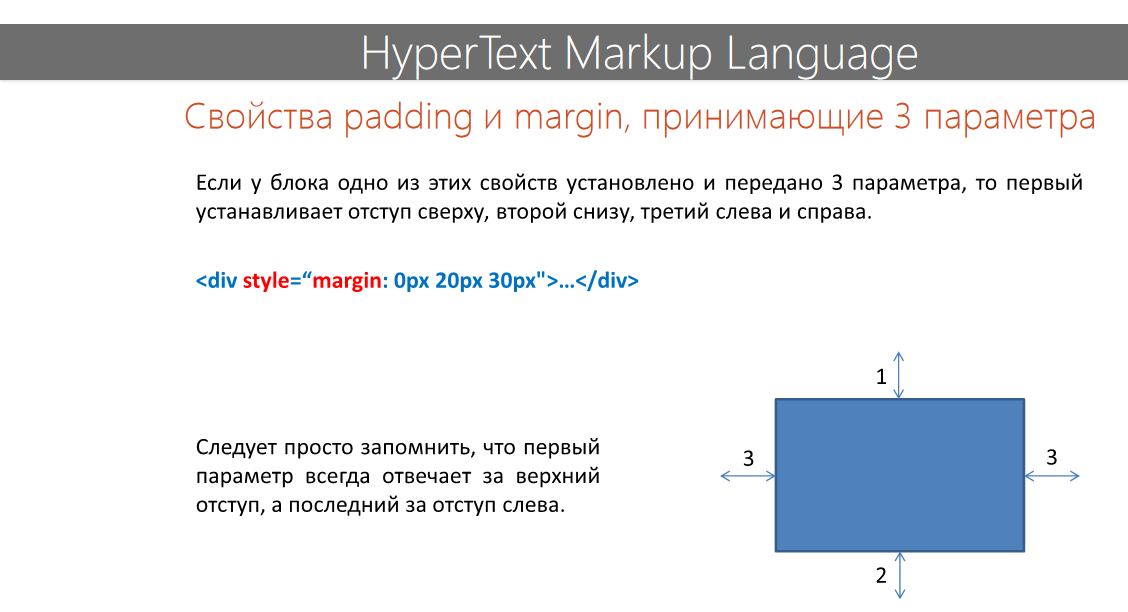 HyperText Markup Language
Свойства padding и margin, принимающие 3 параметра
Если у блока одно из этих свойств установлено и передано 3 параметра, то первый
устанавливает отступ сверху, второй снизу, третий слева и справа.
<div style=“margin: 0px 20px 30px">…</div>
1
Следует просто запомнить, что первый
параметр всегда отвечает за верхний
отступ, а последний за отступ слева.
3
3
2